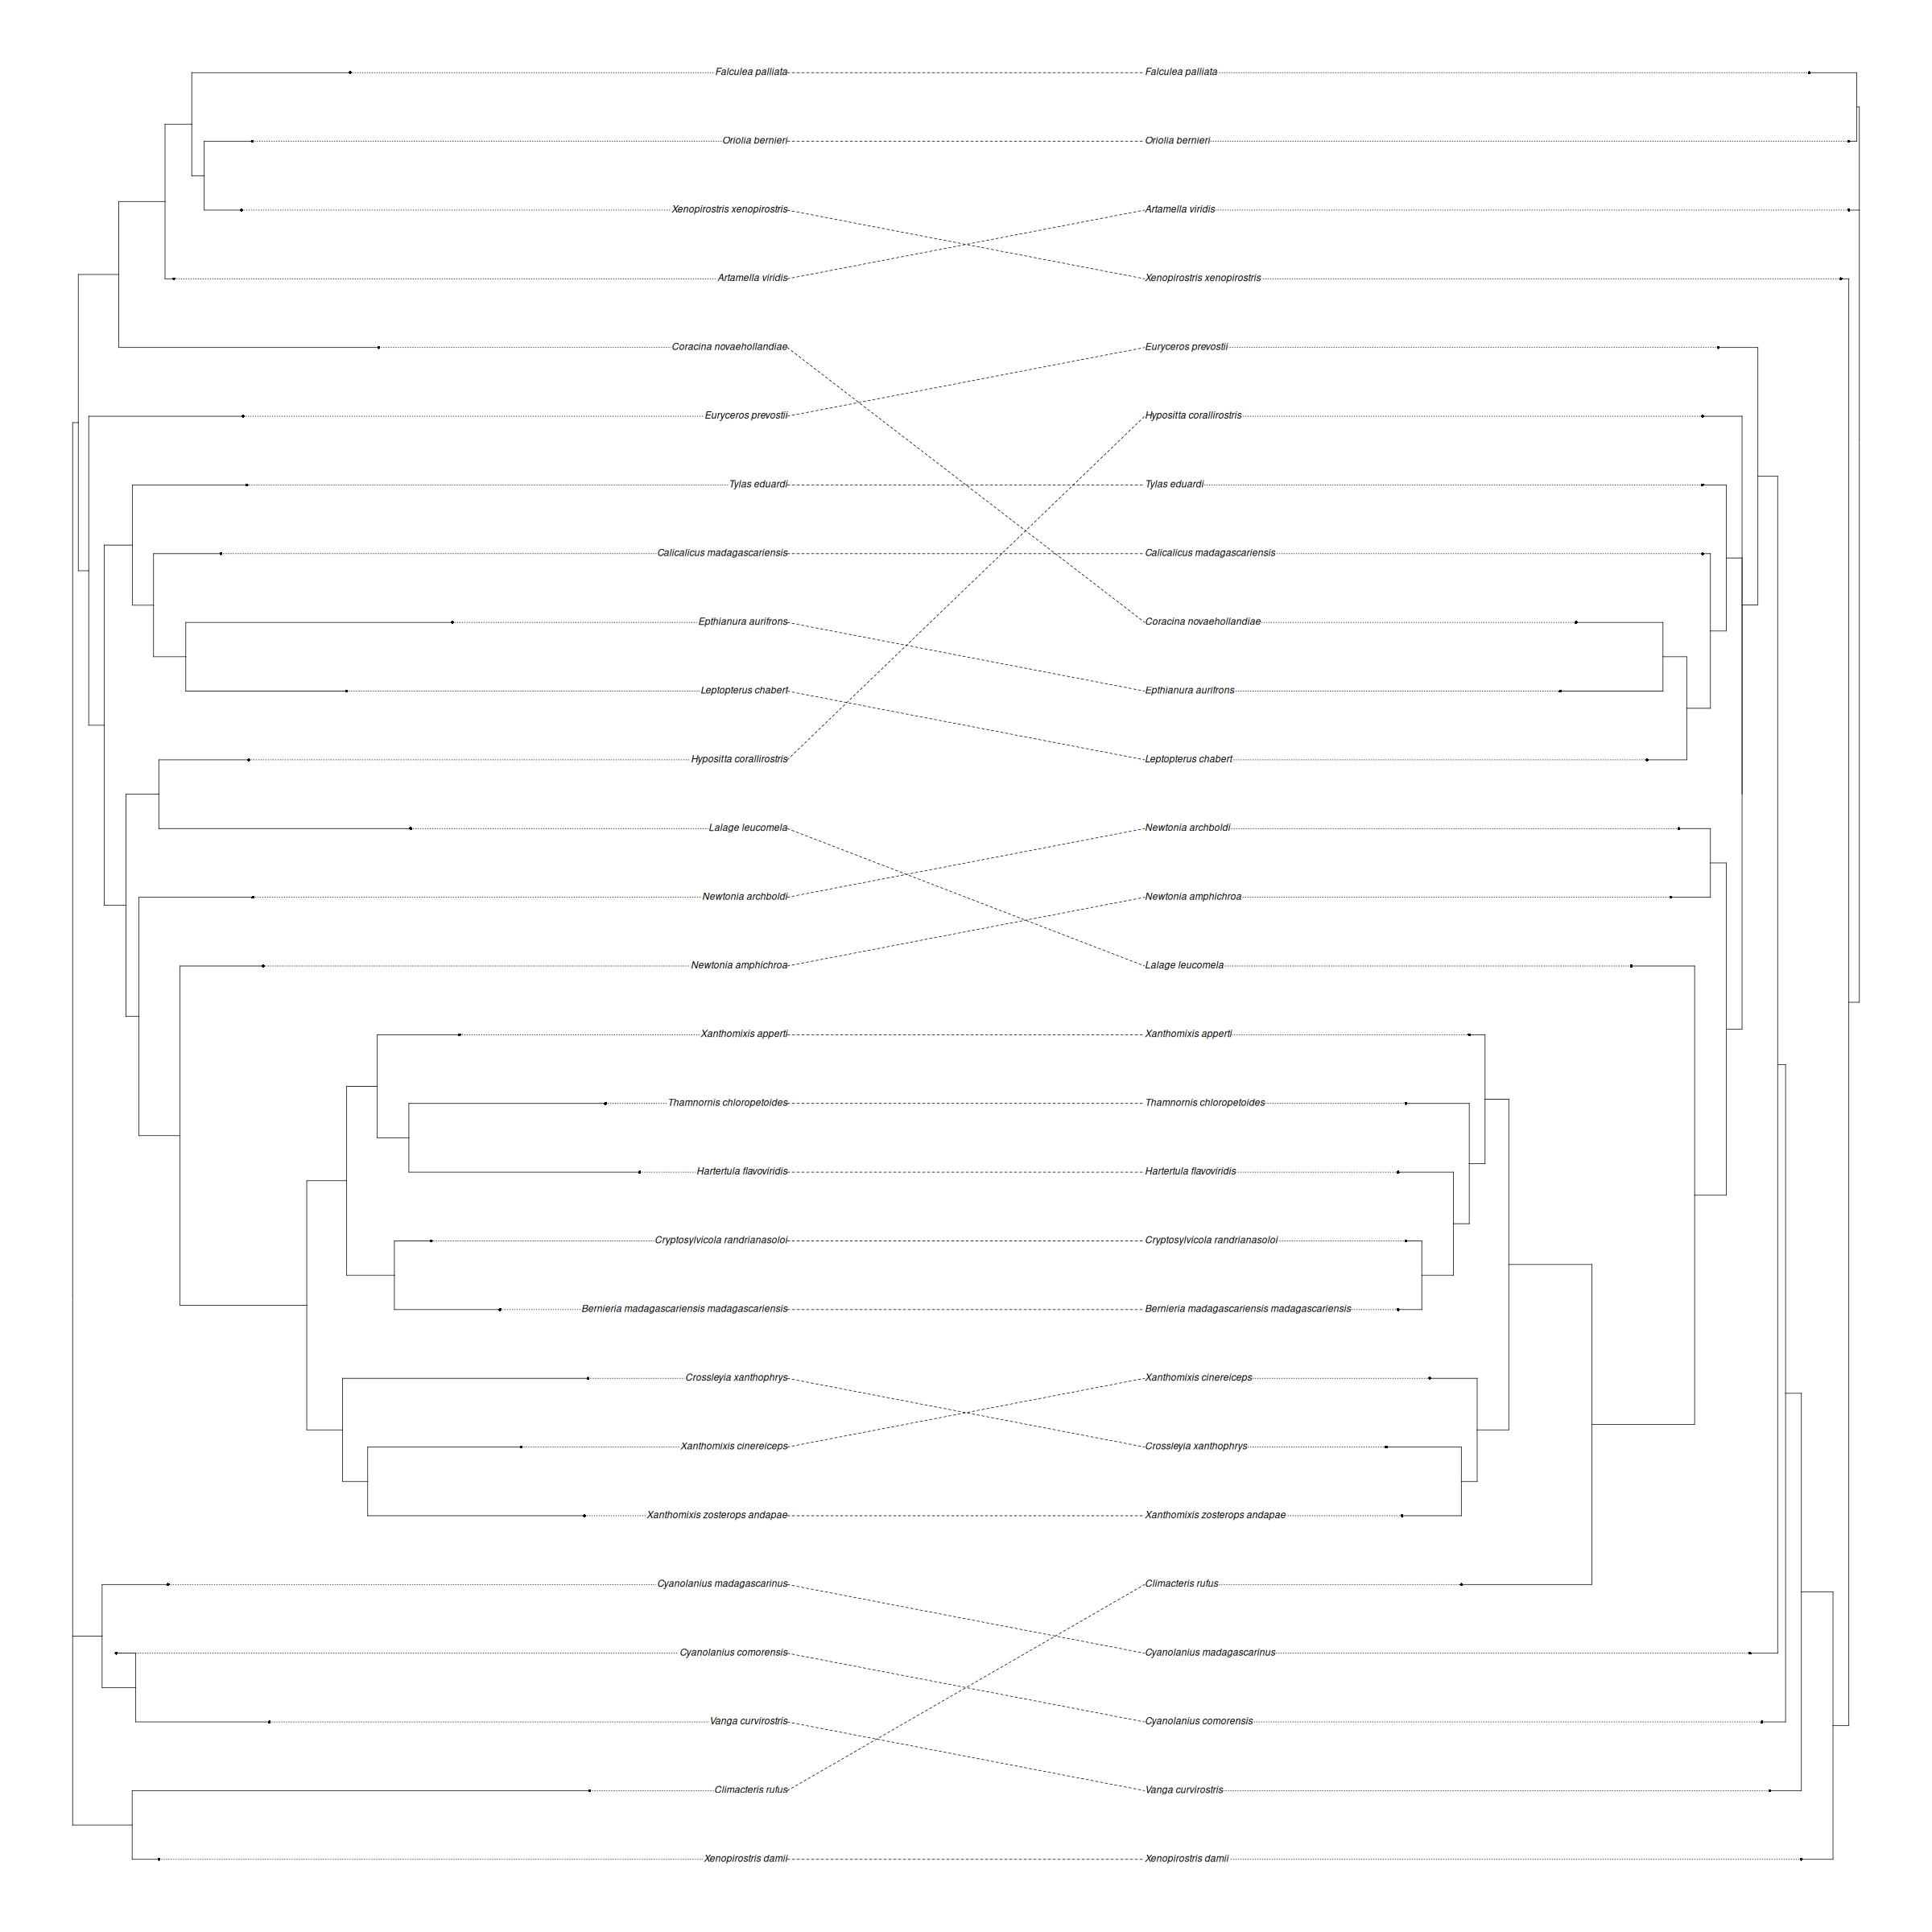 Falculea palliata Falculea palliata
Oriolia bernieri Oriolia bernieri
Xenopirostris xenopirostris Artamella viridis
Artamella viridis Xenopirostris xenopirostris
Coracina novaehollandiae Euryceros prevostii
Euryceros prevostii Hypositta corallirostris
Tylas eduardi Tylas eduardi
Calicalicus madagascariensis Calicalicus madagascariensis
Epthianura aurifrons Coracina novaehollandiae
Leptopterus chabert Epthianura aurifrons
Hypositta corallirostris Leptopterus chabert
Lalage leucomela Newtonia archboldi
Newtonia archboldi Newtonia amphichroa
Newtonia amphichroa Lalage leucomela
Xanthomixis apperti Xanthomixis apperti
Thamnornis chloropetoides Thamnornis chloropetoides
Hartertula flavoviridis Hartertula flavoviridis
Cryptosylvicola randrianasoloi Cryptosylvicola randrianasoloi
Bernieria madagascariensis madagascariensis Bernieria madagascariensis madagascariensis
Crossleyia xanthophrys Xanthomixis cinereiceps
Xanthomixis cinereiceps Crossleyia xanthophrys
Xanthomixis zosterops andapae Xanthomixis zosterops andapae
Cyanolanius madagascarinus Climacteris rufus
Cyanolanius comorensis Cyanolanius madagascarinus
Vanga curvirostris Cyanolanius comorensis
Climacteris rufus Vanga curvirostris
Xenopirostris damii Xenopirostris damii